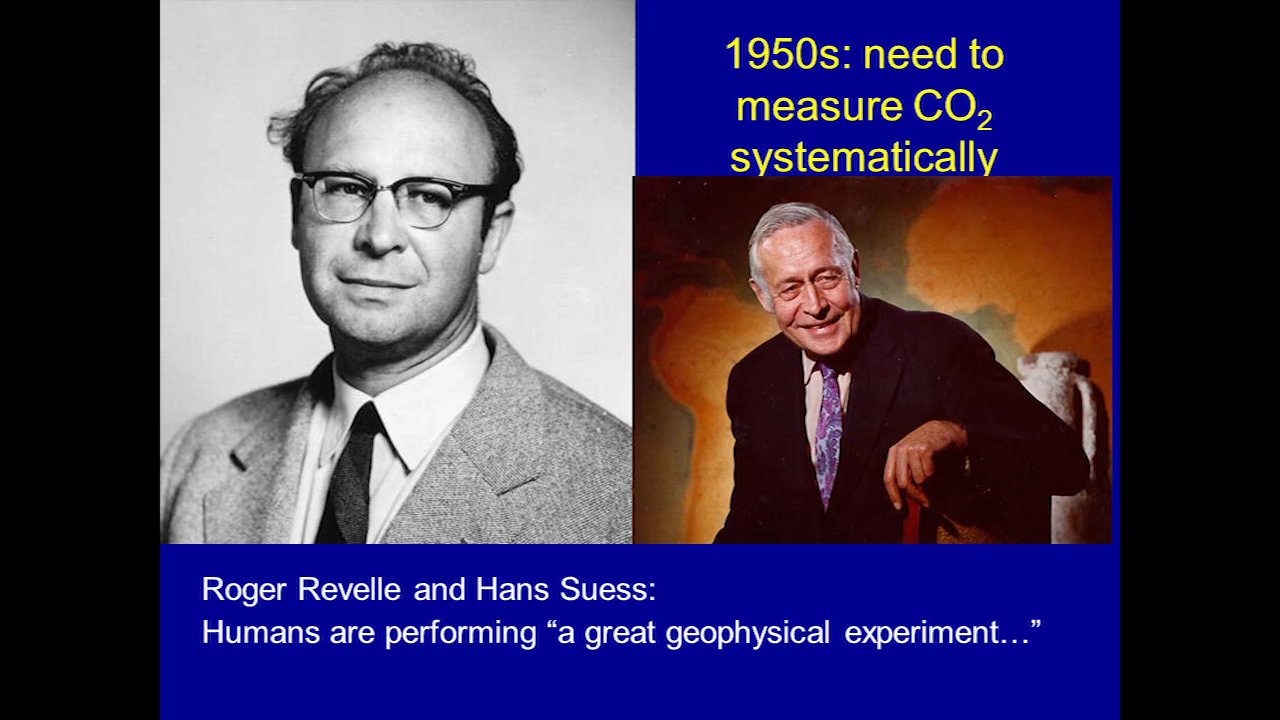 1950s: need to
measure CO₂
systematically
Roger Revelle and Hans Suess:
Humans are performing “a great geophysical experiment…”